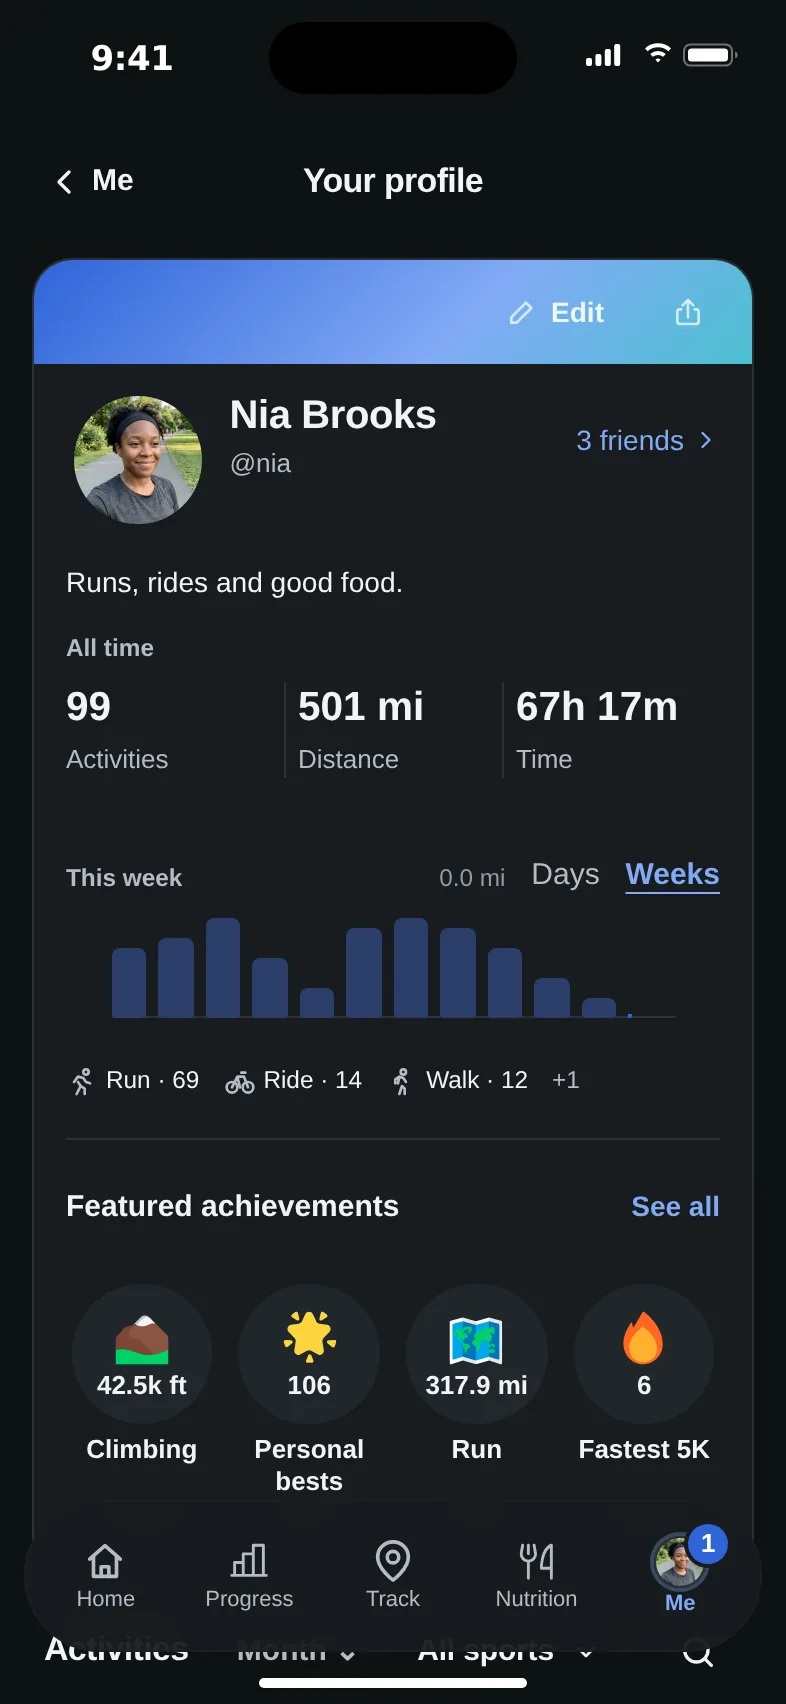 9:41
Me
Your profile
Edit
Nia Brooks
@nia
3 friends
Runs, rides and good food.
All time
99
501 mi
67h 17m
Activities
Distance
Time
This week
0.0 mi
Days
Weeks
Run · 69
Ride · 14
Walk · 12
+1
Featured achievements
See all
42.5k ft
106
317.9 mi
6
Climbing
Personal
bests
Run
Fastest 5K
1
Home
Progress
Track
Nutrition
Me
Activities
Month
All sports